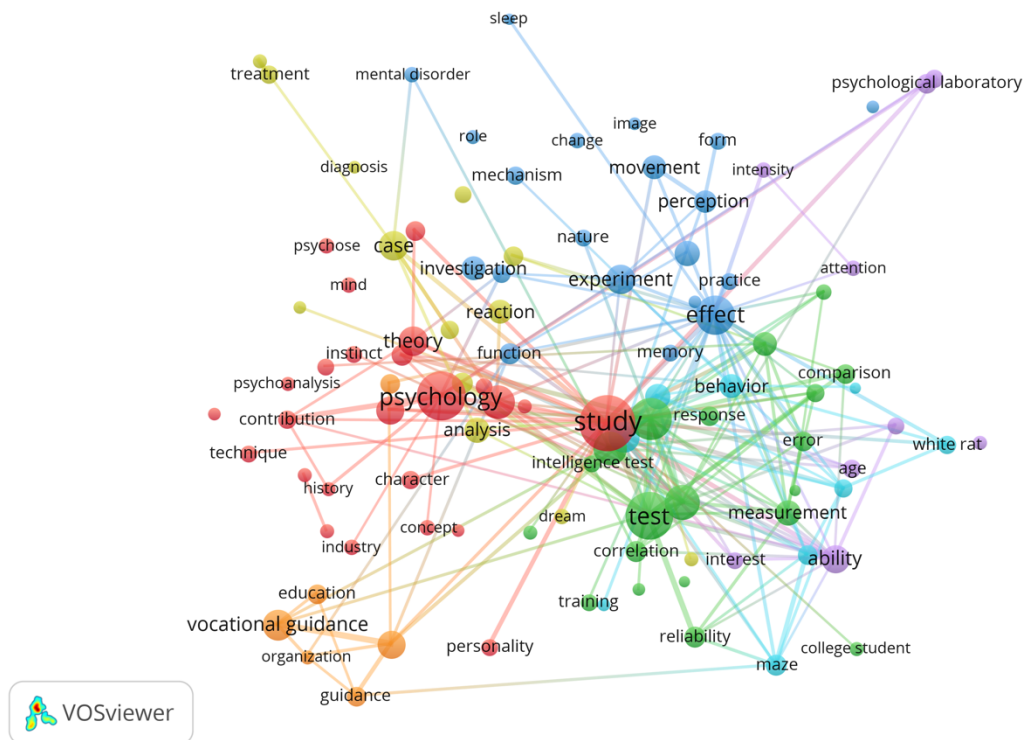 sleep
treatment
mental disorder
psychological laboratory
role
change
image
form
diagnosis
mechanism
movement
intensity
perception
psychose
case
nature
mind
investigation
experiment
practice
attention
reaction
effect
theory
instinct
function
memory
comparison
psychoanalysis
psychology
behavior
contribution
analysis
study
response
technique
intelligence test
error
white rat
age
history
character
industry
concept
dream
test
measurement
correlation
interest
ability
education
training
vocational guidance
organization
personality
reliability
college student
guidance
maze
VOSviewer